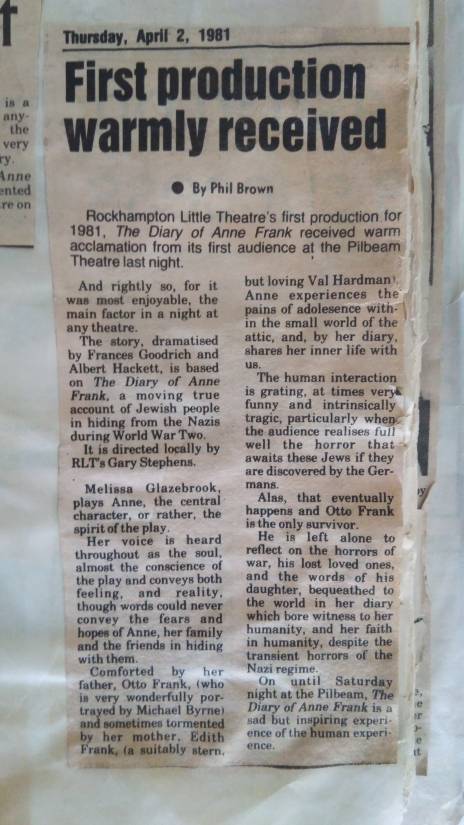 f
is a
any-
the
very
ry.
Anne
ented
re on
Thursday, April 2, 1981
First production
warmly received
● By Phil Brown
Rockhampton Little Theatre's first production for
1981, The Diary of Anne Frank received warm
acclamation from its first audience at the Pilbeam
Theatre last night.
And rightly so, for it
was most enjoyable, the
main factor in a night at
any theatre.
The story, dramatised
by Frances Goodrich and
Albert Hackett, is based
on The Diary of Anne
Frank, a moving true
account of Jewish people
in hiding from the Nazis
during World War Two.
It is directed locally by
RLT's Gary Stephens.
Melissa Glazebrook,
plays Anne, the central
character, or rather, the
spirit of the play.
Her voice is heard
throughout as the soul,
almost the conscience of
the play and conveys both
feeling, and reality,
though words could never
convey the fears and
hopes of Anne, her family
and the friends in hiding
with them.
Comforted by her
father, Otto Frank, (who
is very wonderfully por-
trayed by Michael Byrne)
and sometimes tormented
by her mother, Edith
Frank, (a suitably stern,
but loving Val Hardman),
Anne experiences the
pains of adolesence with-
in the small world of the
attic, and, by her diary,
shares her inner life with
us.
The human interaction
is grating, at times very
funny and intrinsically
tragic, particularly when
the audience realises full
well the horror that
awaits these Jews if they
are discovered by the Ger-
mans.
Alas, that eventually
happens and Otto Frank
is the only survivor.
He is left alone to
reflect on the horrors of
war, his lost loved ones,
and the words of his
daughter, bequeathed to
the world in her diary
which bore witness to her
humanity, and her faith
in humanity, despite the
transient horrors of the
Nazi regime.
On until Saturday
night at the Pilbeam, The
Diary of Anne Frank is a
sad but inspiring experi-
ence of the human experi-
ence.